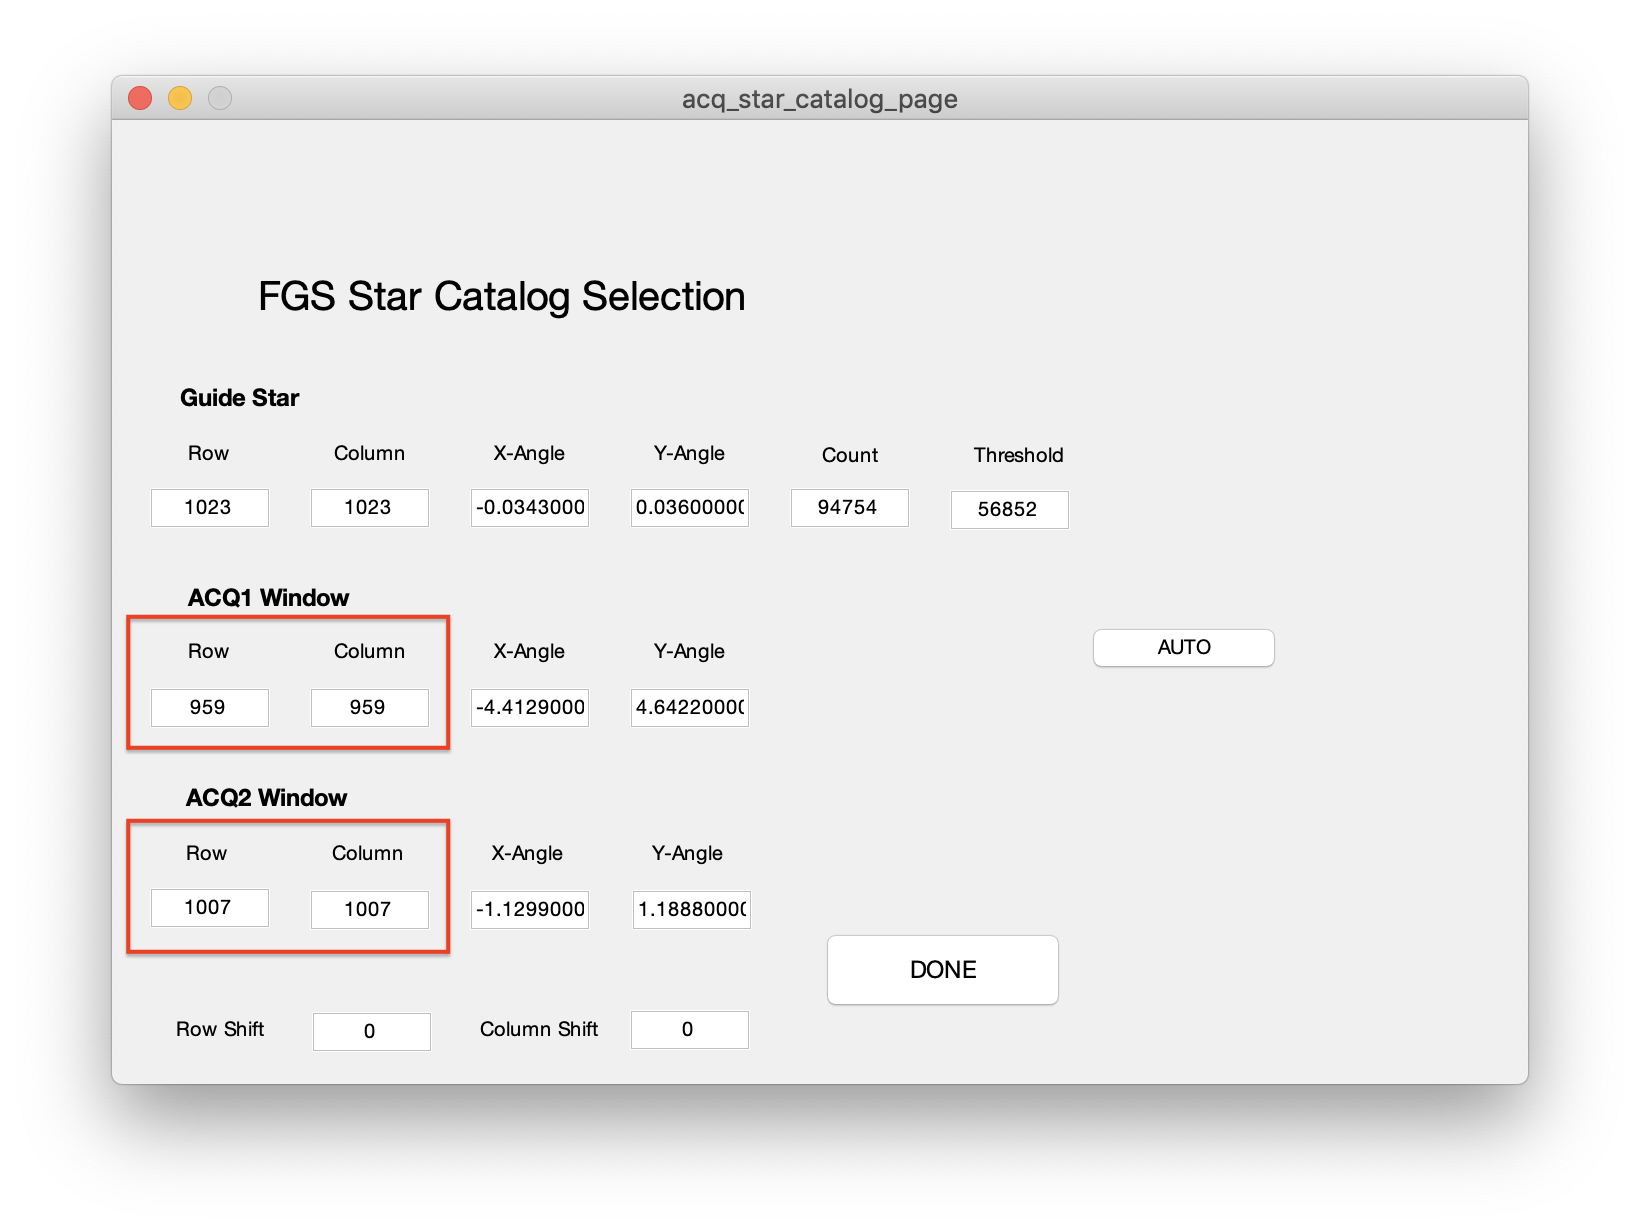 acq_star_catalog_page
FGS Star Catalog Selection
Guide Star
Row Column X-Angle Y-Angle Count Threshold
1023 1023 -0.0343000 0.0360000 94754 56852
ACQ1 Window
Row Column X-Angle Y-Angle
959 959 -4.4129000 4.6422000 AUTO
ACQ2 Window
Row Column X-Angle Y-Angle
1007 1007 -1.1299000 1.1888000
DONE
Row Shift 0 Column Shift 0